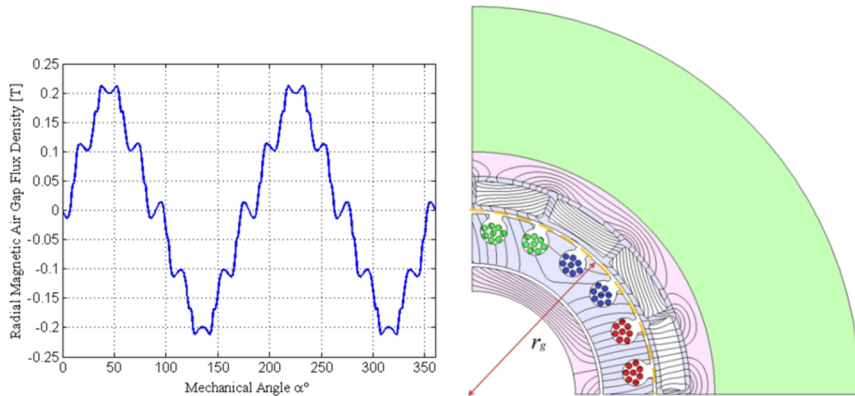 Radial Magnetic Air Gap Flux Density [T]
0.25
0.2
0.15
0.1
0.05
0
-0.05
-0.1
-0.15
-0.2
-0.25
0 50 100 150 200 250 300 350
Mechanical Angle α°
rg